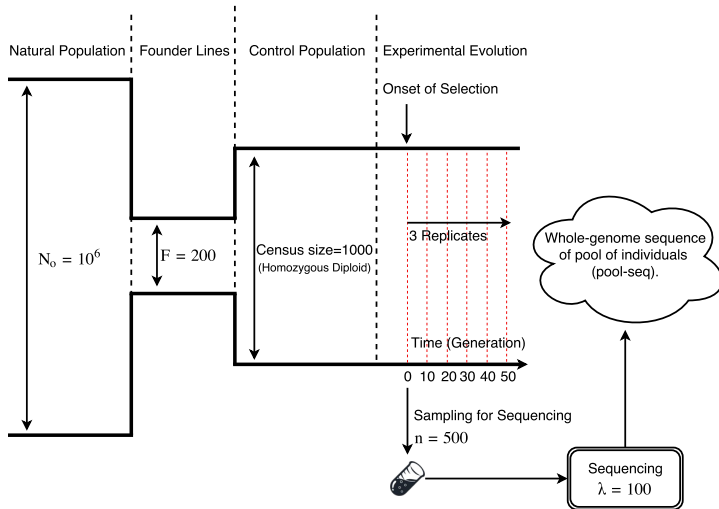 Natural Population
Founder Lines
Control Population
Experimental Evolution
Onset of Selection
Nₒ = 10⁶
F = 200
Census size=1000
(Homozygous Diploid)
3 Replicates
Time (Generation)
0 10 20 30 40 50
Sampling for Sequencing
n = 500
Sequencing
λ = 100
Whole-genome sequence
of pool of individuals
(pool-seq).